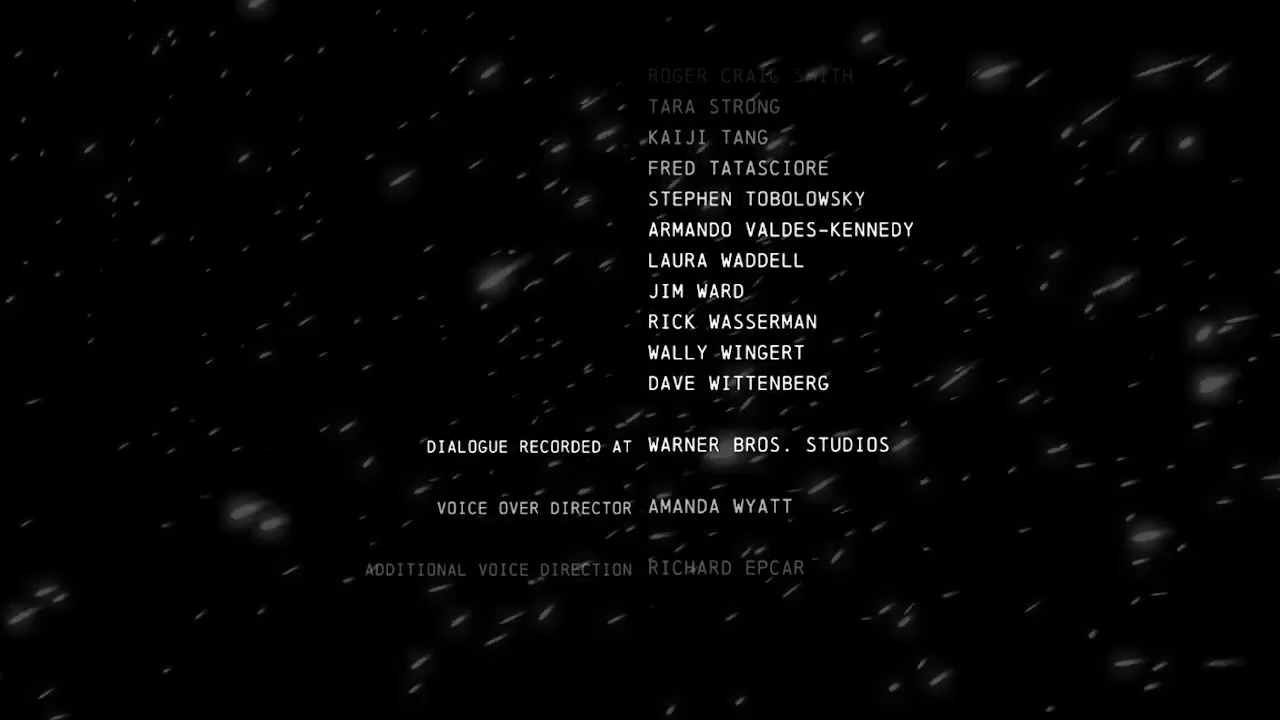 ROGER CRAIG SMITH
TARA STRONG
KAIJI TANG
FRED TATASCIORE
STEPHEN TOBOLOWSKY
ARMANDO VALDES-KENNEDY
LAURA WADDELL
JIM WARD
RICK WASSERMAN
WALLY WINGERT
DAVE WITTENBERG
DIALOGUE RECORDED AT WARNER BROS. STUDIOS
VOICE OVER DIRECTOR AMANDA WYATT
ADDITIONAL VOICE DIRECTION RICHARD EPCAR